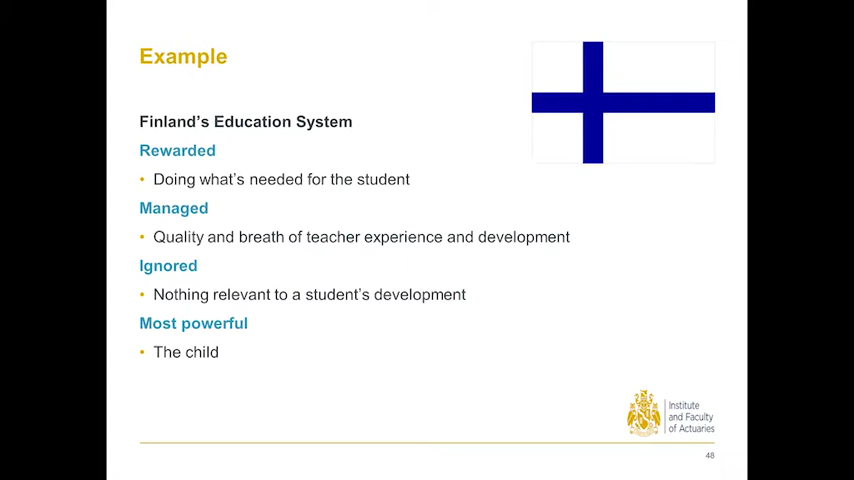 Example
Finland's Education System
Rewarded
• Doing what's needed for the student
Managed
• Quality and breath of teacher experience and development
Ignored
• Nothing relevant to a student's development
Most powerful
• The child
Institute
and Faculty
of Actuaries
48